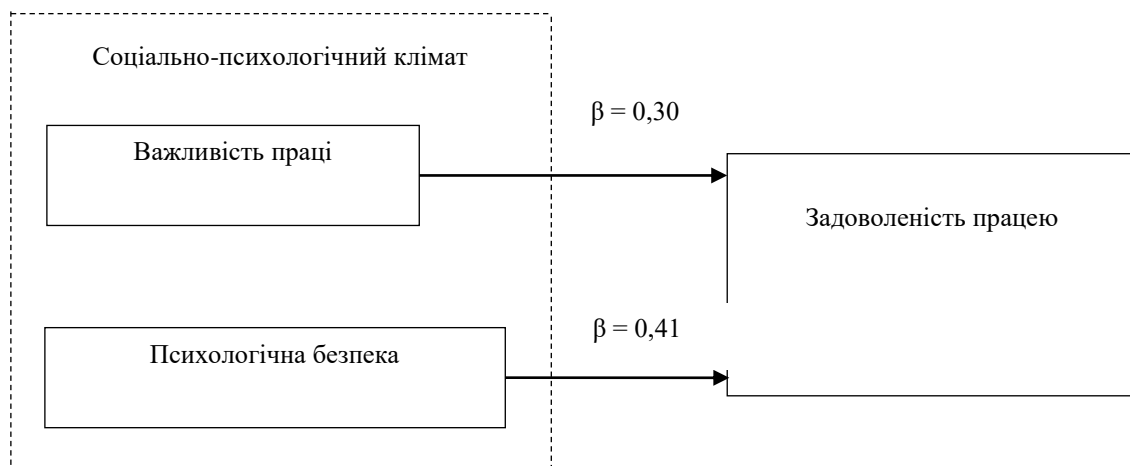 Соціально-психологічний клімат
β = 0,30
Важливість праці
Задоволеність працею
β = 0,41
Психологічна безпека